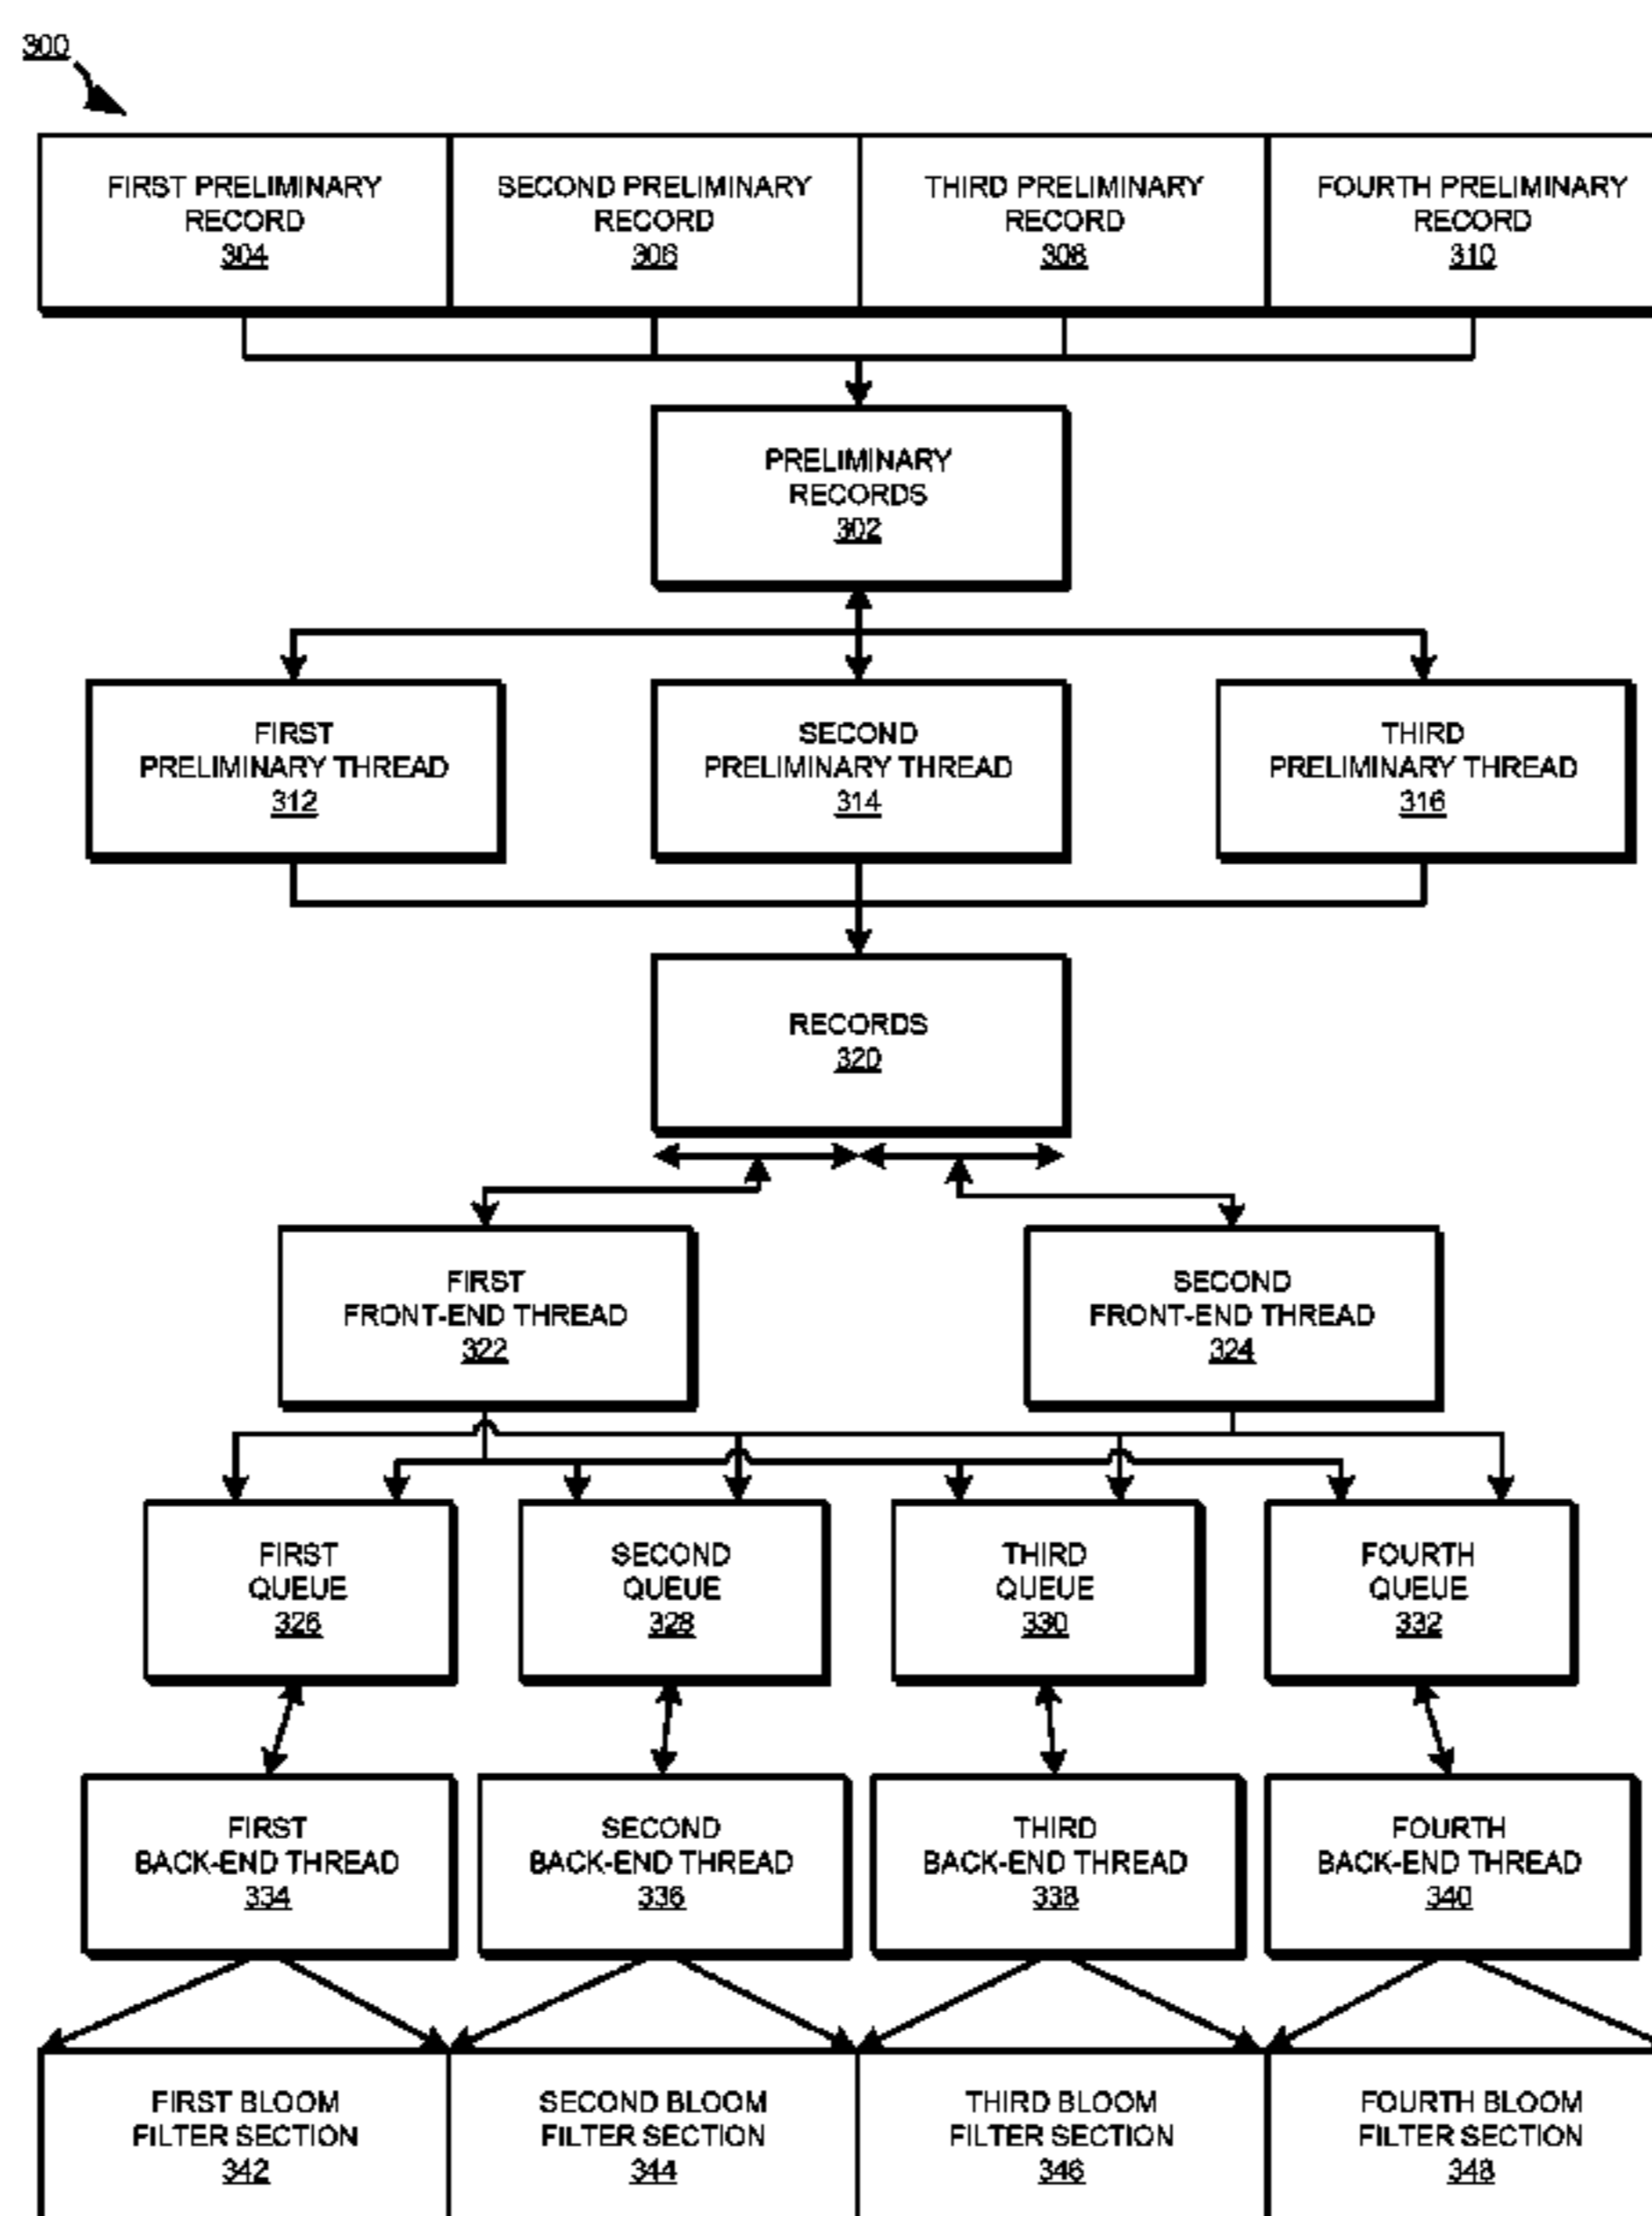 300
FIRST PRELIMINARY
RECORD
304
SECOND PRELIMINARY
RECORD
306
THIRD PRELIMINARY
RECORD
308
FOURTH PRELIMINARY
RECORD
310
PRELIMINARY
RECORDS
302
FIRST
PRELIMINARY THREAD
312
SECOND
PRELIMINARY THREAD
314
THIRD
PRELIMINARY THREAD
316
RECORDS
320
FIRST
FRONT-END THREAD
322
SECOND
FRONT-END THREAD
324
FIRST
QUEUE
326
SECOND
QUEUE
328
THIRD
QUEUE
330
FOURTH
QUEUE
332
FIRST
BACK-END THREAD
334
SECOND
BACK-END THREAD
336
THIRD
BACK-END THREAD
338
FOURTH
BACK-END THREAD
340
FIRST BLOOM
FILTER SECTION
342
SECOND BLOOM
FILTER SECTION
344
THIRD BLOOM
FILTER SECTION
346
FOURTH BLOOM
FILTER SECTION
348